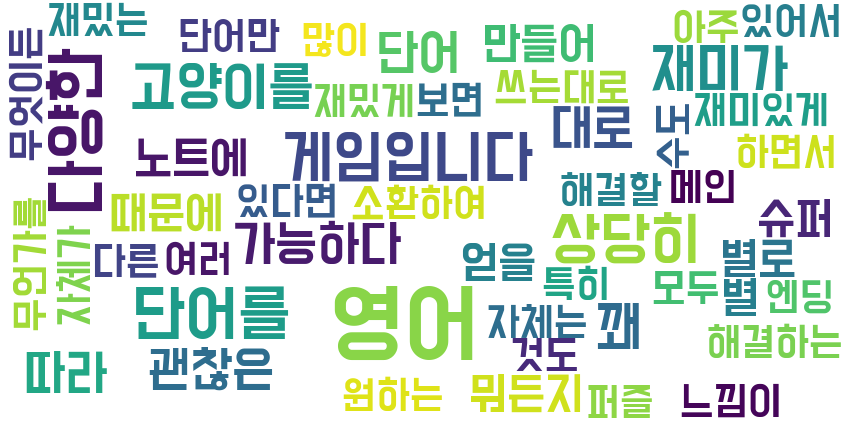 재밌는
단어만
많이
단어
만들어
아주
있어서
무엇이든
다양한
고양이를
재밌게
보면
쓰는대로
재미가
재미있게
노트에
게임입니다
대로
수도
하면서
때문에
있다면
소환하여
해결할
메인
슈퍼
무언가를
자체가
다른
여러
가능하다
얻을
상당히
별로
특히
모두
별
엔딩
단어를
영어
자체는
꽤
것도
해결하는
따라
괜찮은
원하는
뭐든지
퍼즐
느낌이